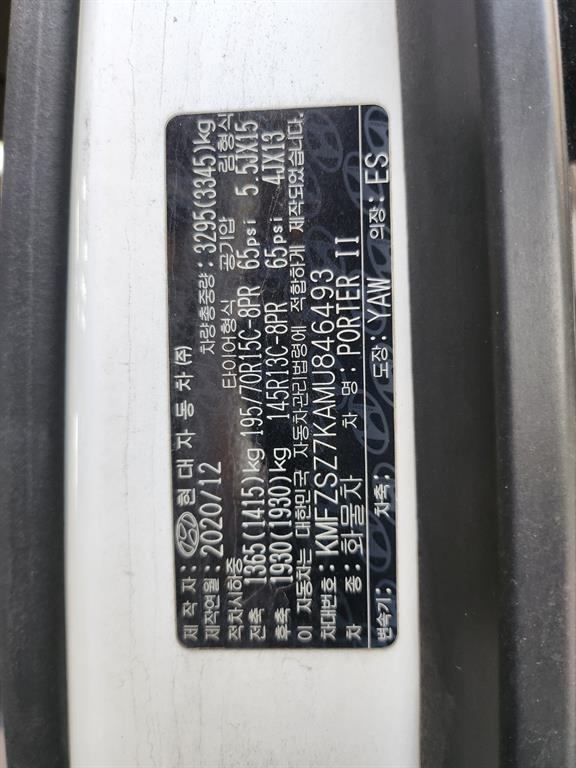 제 작 자: 현대자동차(주)
제작연월: 2020/12 차량총중량: 3295(3345)kg
적차시하중 타이어형식 공기압 림형식
전축 1365(1415)kg 195/70R15C-8PR 65psi 5.5JX15
후축 1930(1930)kg 145R13C-8PR 65psi 4JX13
이 자동차는 대한민국 자동차관리법령에 적합하게 제작되었습니다.
차대번호: KMFZSZ7KAMU846493
차 종: 화물차 차 명: PORTER II
변속기: 차축: 도장: YAW 의장: ES